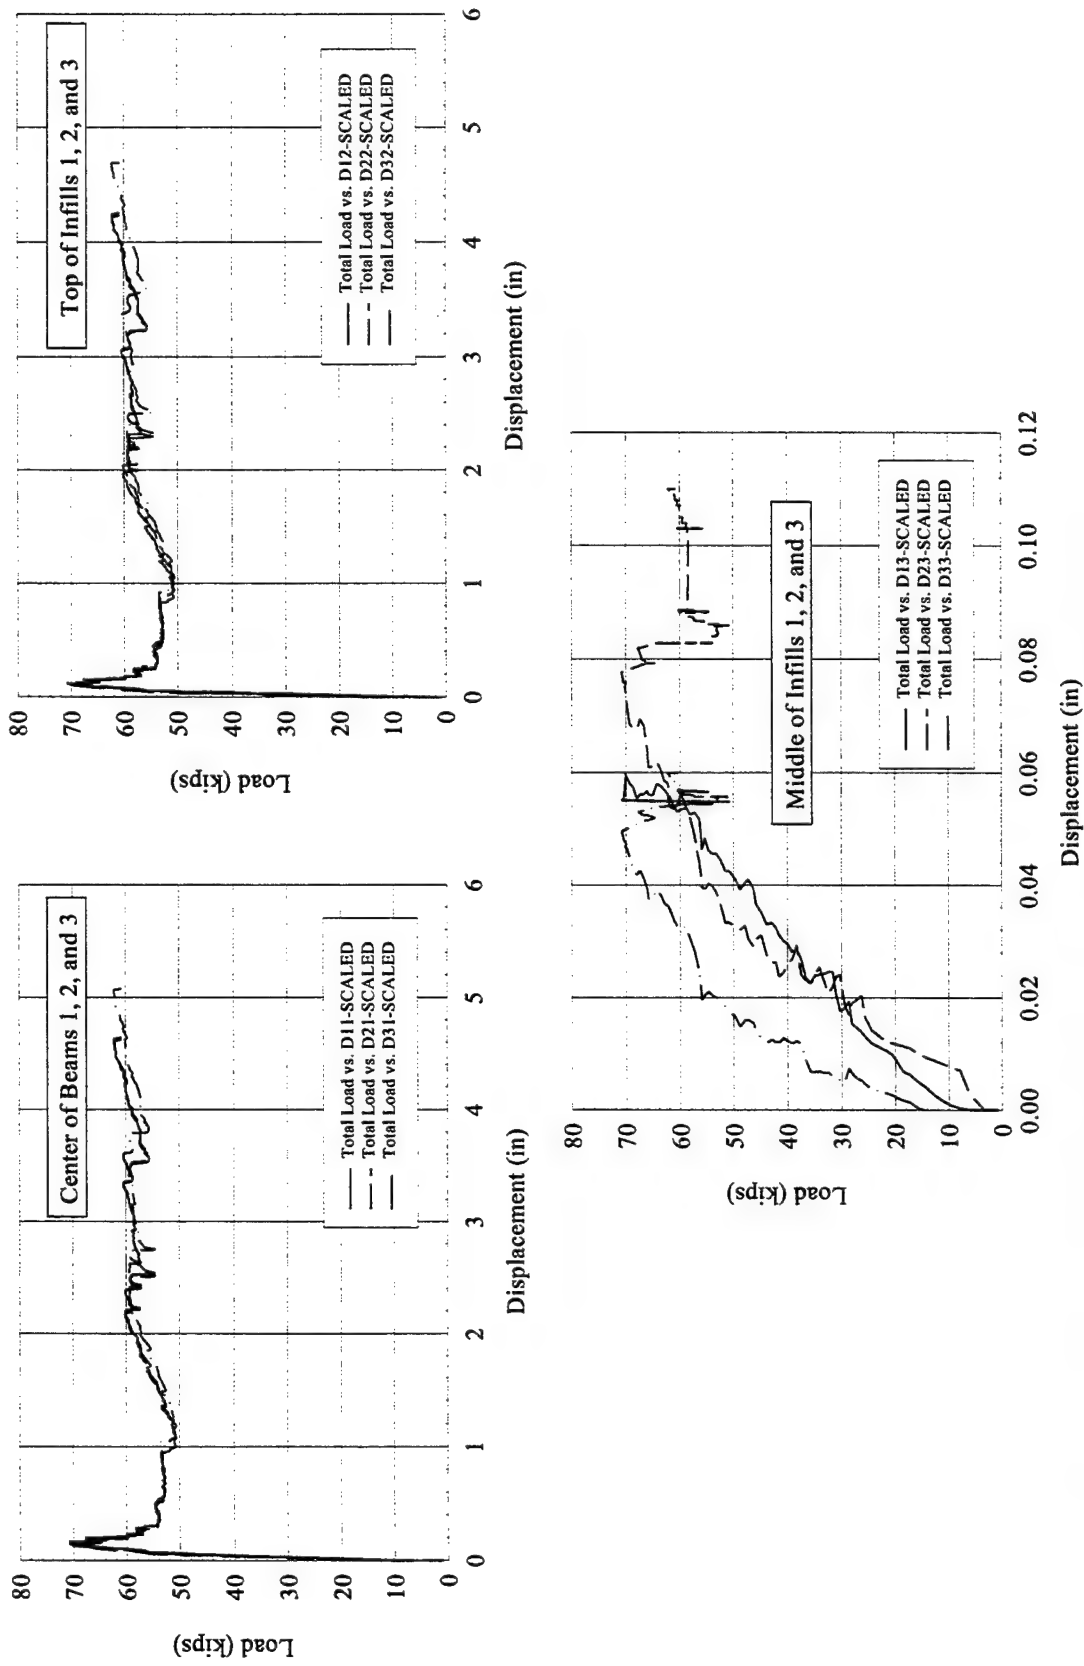 Center of Beams 1, 2, and 3
Load (kips)
80
70
60
50
40
30
20
10
0
0 1 2 3 4 5 6
Displacement (in)
Total Load vs. D11-SCALED
Total Load vs. D21-SCALED
Total Load vs. D31-SCALED
Top of Infills 1, 2, and 3
Load (kips)
80
70
60
50
40
30
20
10
0
0 1 2 3 4 5 6
Displacement (in)
Total Load vs. D12-SCALED
Total Load vs. D22-SCALED
Total Load vs. D32-SCALED
Middle of Infills 1, 2, and 3
Load (kips)
80
70
60
50
40
30
20
10
0
0.00 0.02 0.04 0.06 0.08 0.10 0.12
Displacement (in)
Total Load vs. D13-SCALED
Total Load vs. D23-SCALED
Total Load vs. D33-SCALED